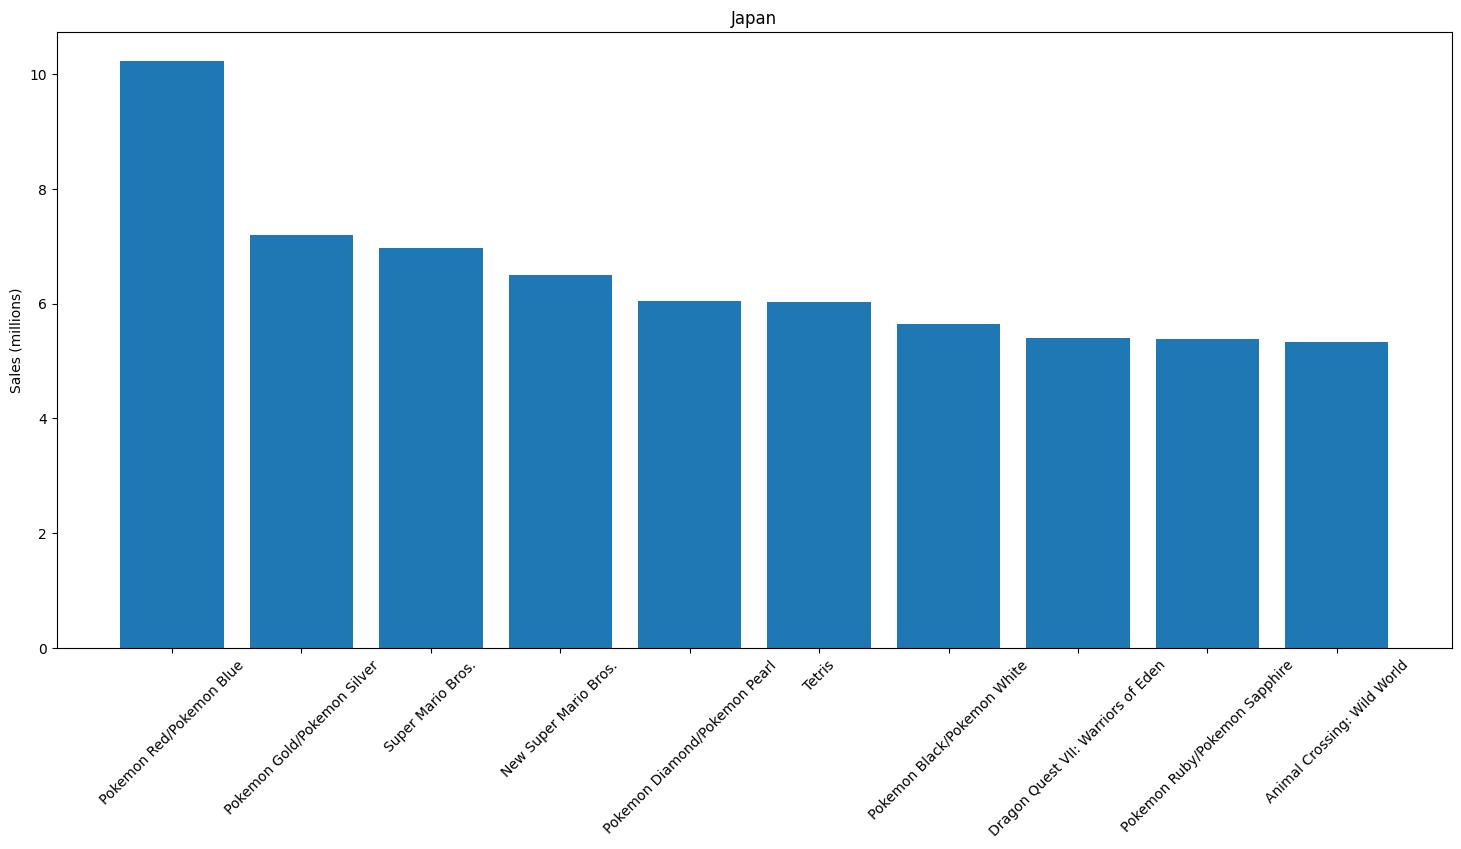 Japan
Sales (millions)
10
8
6
4
2
0
Pokemon Red/Pokemon Blue
Pokemon Gold/Pokemon Silver
Super Mario Bros.
New Super Mario Bros.
Pokemon Diamond/Pokemon Pearl
Tetris
Pokemon Black/Pokemon White
Dragon Quest VII: Warriors of Eden
Pokemon Ruby/Pokemon Sapphire
Animal Crossing: Wild World